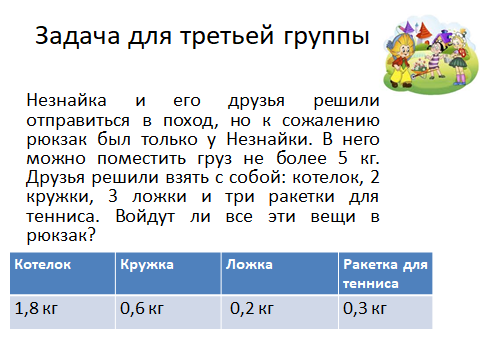 Задача для третьей группы
Незнайка и его друзья решили
отправиться в поход, но к сожалению
рюкзак был только у Незнайки. В него
можно поместить груз не более 5 кг.
Друзья решили взять с собой: котелок, 2
кружки, 3 ложки и три ракетки для
тенниса. Войдут ли все эти вещи в
рюкзак?
Котелок Кружка Ложка Ракетка для
тенниса
1,8 кг 0,6 кг 0,2 кг 0,3 кг